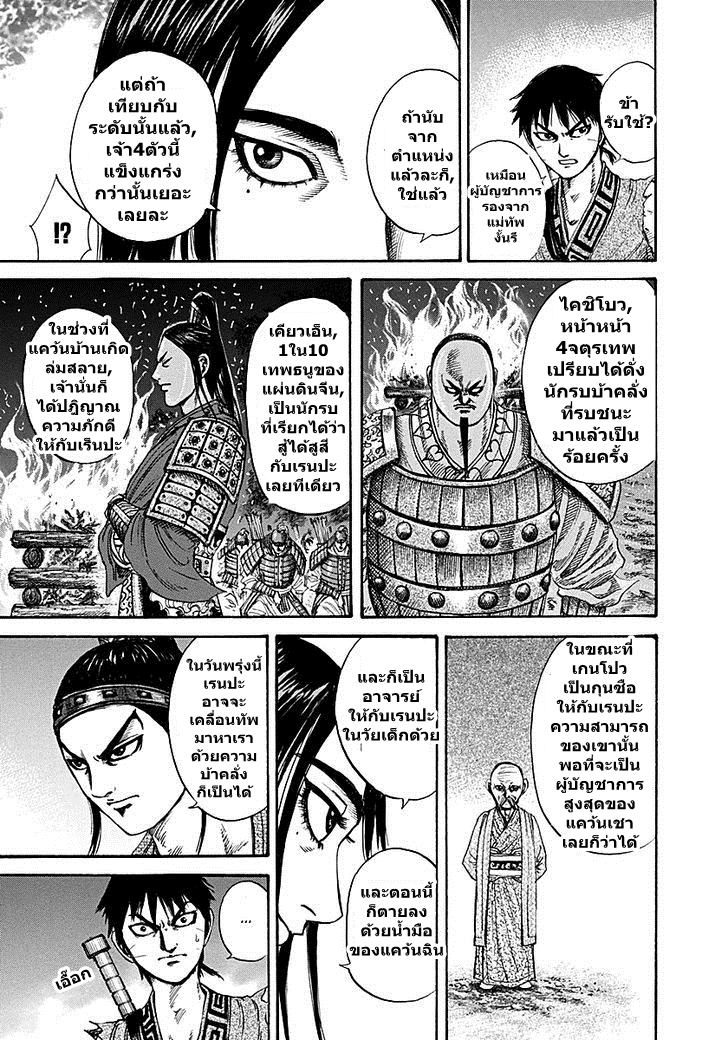 ข้า
รับใช้?
เหมือน
ผู้บัญชาการ
รองจาก
แม่ทัพ
งั้นรึ
ถ้านับ
จาก
ตำแหน่ง
แล้วละก็,
ใช่แล้ว
แต่ถ้า
เทียบกับ
ระดับนั้นแล้ว,
เจ้า4ตัวนี้
แข็งแกร่ง
กว่านั้นเยอะ
เลยละ
!?
ไคชิโบว,
หน้าหน้า
4จตุรเทพ
เปรียบได้ดั่ง
นักรบบ้าคลั่ง
ที่รบชนะ
มาแล้วเป็น
ร้อยครั้ง
เคียวเอ็น,
1ใน10
เทพธนูของ
แผ่นดินจีน,
เป็นนักรบ
ที่เรียกได้ว่า
สู้ได้สูสี
กับเรนปะ
เลยทีเดียว
ในช่วงที่
แคว้นบ้านเกิด
ล่มสลาย,
เจ้านั่นก็
ได้ปฎิญาณ
ความภักดี
ให้กับเร็นปะ
ในขณะที่
เกนโปว
เป็นกุนซือ
ให้กับเรนปะ
ความสามารถ
ของเขานั้น
พอที่จะเป็น
ผู้บัญชาการ
สูงสุดของ
แคว้นเชา
เลยก็ว่าได้
และก็เป็น
อาจารย์
ให้กับเรนปะ
ในวัยเด็กด้วย
และตอนนี้
ก็ตายลง
ด้วยน้ำมือ
ของแคว้นฉิน
ในวันพรุ่งนี้
เรนปะ
อาจจะ
เคลื่อนทัพ
มาหาเรา
ด้วยความ
บ้าคลั่ง
ก็เป็นได้
...
เอื๊อก